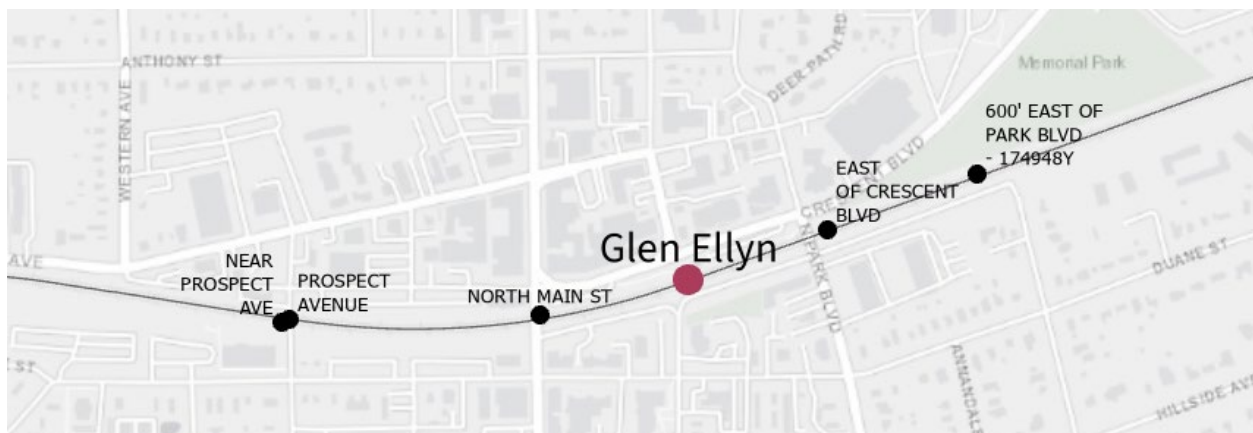 ANTHONY ST
WESTERN AVE
DEER PATH RD
Memorial Park
600' EAST OF
PARK BLVD
- 174948Y
CRESCENT BLVD
EAST
OF CRESCENT
BLVD
Glen Ellyn
N PARK BLVD
DUANE ST
AVE
NEAR
PROSPECT
AVE
PROSPECT
AVENUE
NORTH MAIN ST
ST
ANNANDALE
HILLSIDE AVE